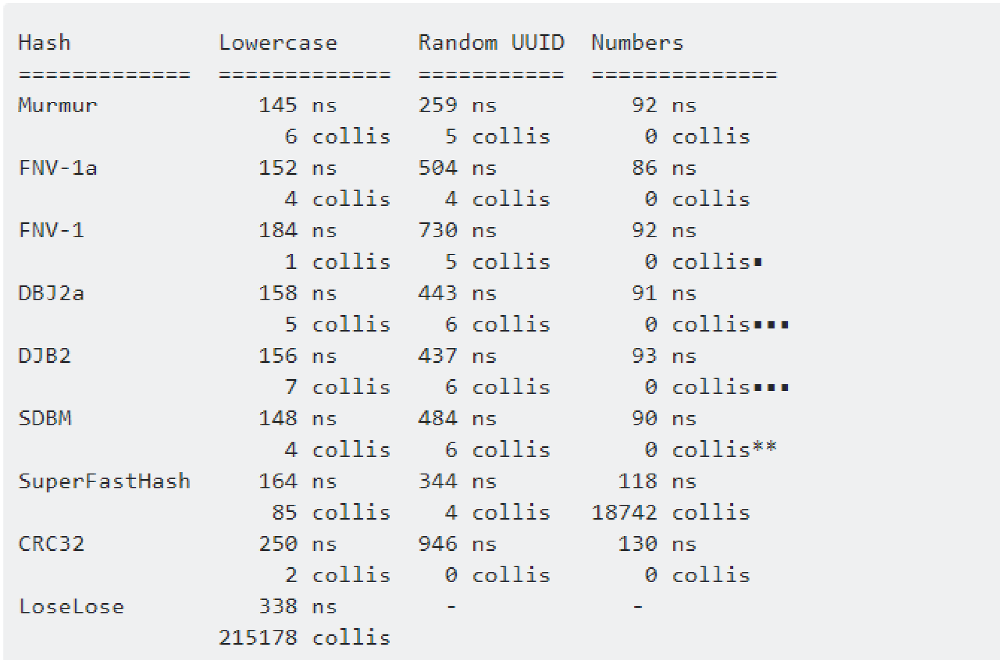 Hash           Lowercase      Random UUID  Numbers
=============  =============  ===========  ==============
Murmur            145 ns      259 ns          92 ns
                    6 collis    5 collis       0 collis
FNV-1a            152 ns      504 ns          86 ns
                    4 collis    4 collis       0 collis
FNV-1             184 ns      730 ns          92 ns
                    1 collis    5 collis       0 collis▪
DBJ2a             158 ns      443 ns          91 ns
                    5 collis    6 collis       0 collis▪▪▪
DJB2              156 ns      437 ns          93 ns
                    7 collis    6 collis       0 collis▪▪▪
SDBM              148 ns      484 ns          90 ns
                    4 collis    6 collis       0 collis**
SuperFastHash     164 ns      344 ns         118 ns
                   85 collis    4 collis   18742 collis
CRC32             250 ns      946 ns         130 ns
                    2 collis    0 collis       0 collis
LoseLose          338 ns        -             -
               215178 collis